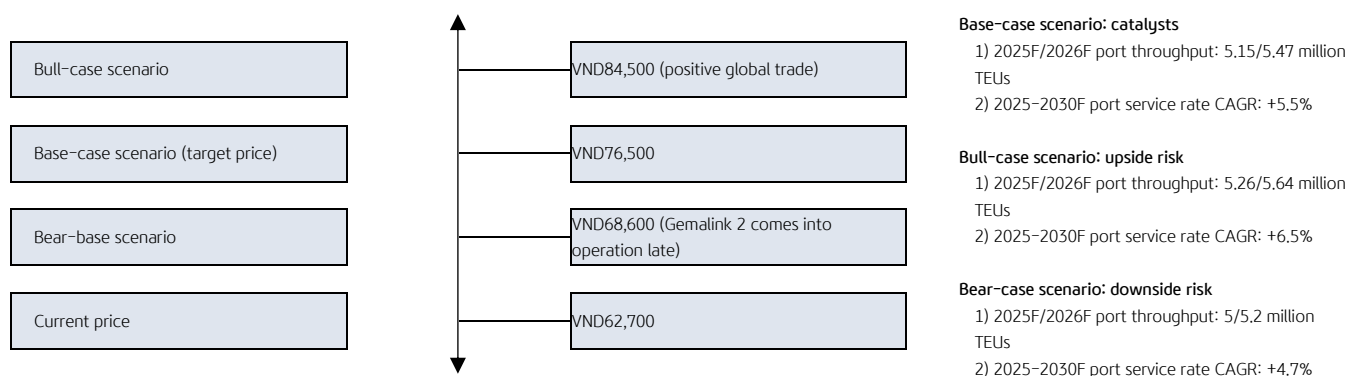 Bull-case scenario
VND84,500 (positive global trade)
Base-case scenario (target price)
VND76,500
Bear-base scenario
VND68,600 (Gemalink 2 comes into
operation late)
Current price
VND62,700
Base-case scenario: catalysts
1) 2025F/2026F port throughput: 5.15/5.47 million
TEUs
2) 2025-2030F port service rate CAGR: +5.5%
Bull-case scenario: upside risk
1) 2025F/2026F port throughput: 5.26/5.64 million
TEUs
2) 2025-2030F port service rate CAGR: +6.5%
Bear-case scenario: downside risk
1) 2025F/2026F port throughput: 5/5.2 million
TEUs
2) 2025-2030F port service rate CAGR: +4.7%